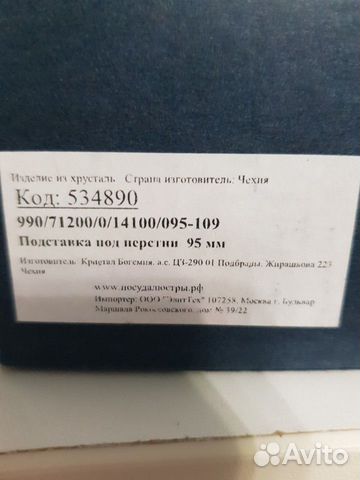 Изделие из хрусталь. Страна изготовитель: Чехия
Код: 534890
990/71200/0/14100/095-109
Подставка под перстни 95 мм
Изготовитель: Кристал Богемия, а.с. ЦЗ-290 01 Подебрады, Жирашкова 223
Чехия
www.посудалюстры.рф
Импортер: ООО "ЭлитТех" 107258, Москва г, Бульвар
Маршала Рокоссовского, дом № 39/22
Avito